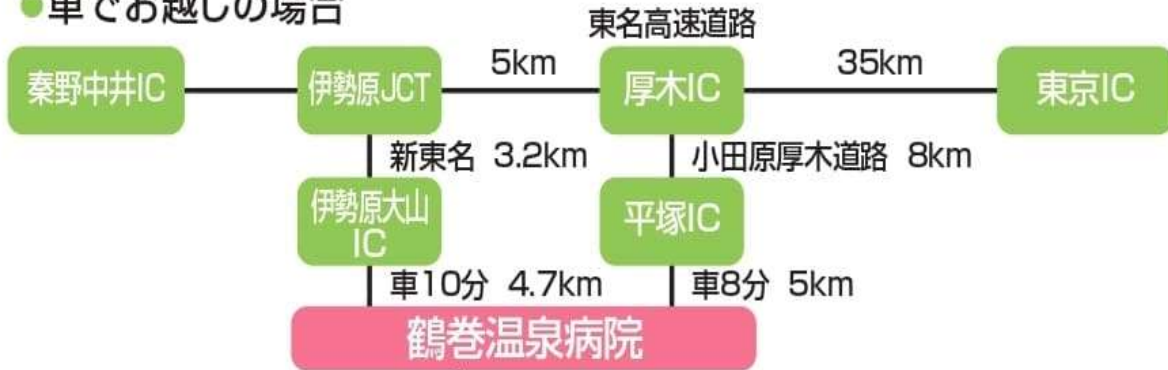 ●車でお越しの場合
東名高速道路
秦野中井IC
伊勢原JCT
5km
厚木IC
35km
東京IC
新東名 3.2km
小田原厚木道路 8km
伊勢原大山
IC
平塚IC
車10分 4.7km
車8分 5km
鶴巻温泉病院